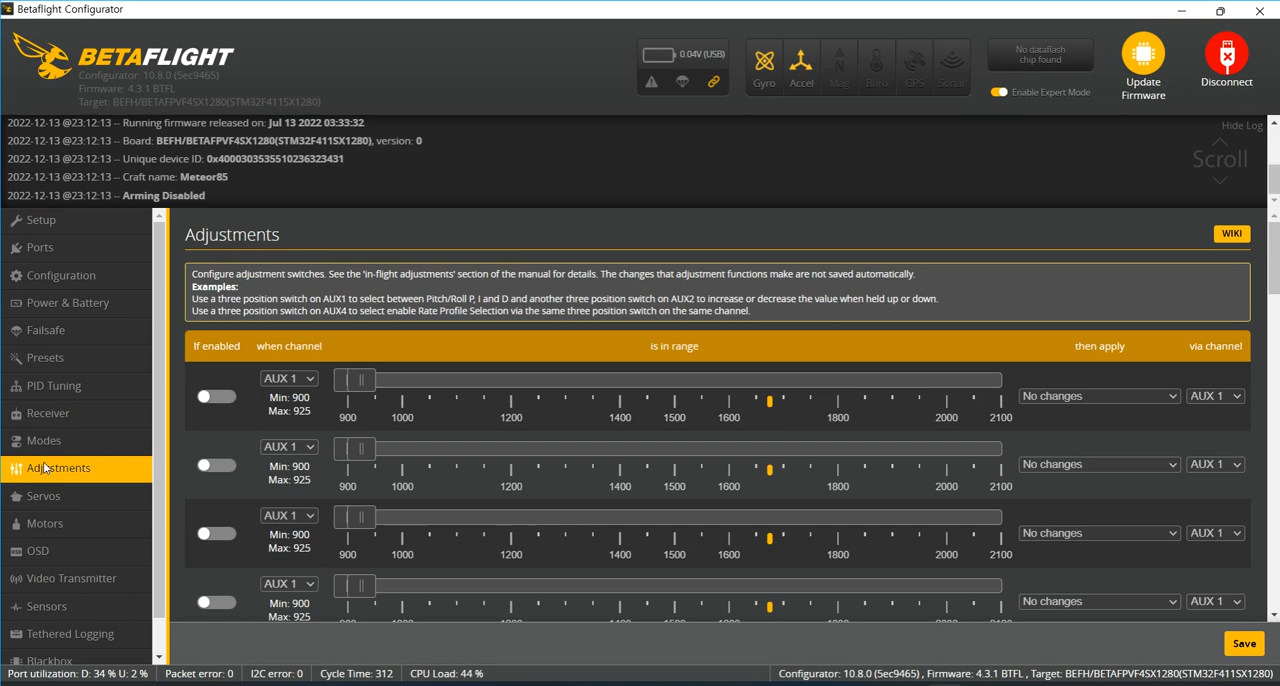 Betaflight Configurator
BETAFLIGHT
Configurator: 10.8.0 (5ec9465)
Firmware: 4.3.1 BTFL
Target: BEFH/BETAFPVF4SX1280(STM32F411SX1280)
0.04V (USB)
Gyro Accel Mag Baro GPS Sonar
No dataflash
chip found
Enable Expert Mode
Update
Firmware
Disconnect
2022-12-13 @23:12:13 -- Running firmware released on: Jul 13 2022 03:33:32
2022-12-13 @23:12:13 -- Board: BEFH/BETAFPVF4SX1280(STM32F411SX1280), version: 0
2022-12-13 @23:12:13 -- Unique device ID: 0x4000303535510236323431
2022-12-13 @23:12:13 -- Craft name: Meteor85
2022-12-13 @23:12:13 -- Arming Disabled
Hide Log
Scroll
Setup
Ports
Configuration
Power & Battery
Failsafe
Presets
PID Tuning
Receiver
Modes
Adjustments
Servos
Motors
OSD
Video Transmitter
Sensors
Tethered Logging
Blackbox
Adjustments
WIKI
Configure adjustment switches. See the 'in-flight adjustments' section of the manual for details. The changes that adjustment functions make are not saved automatically.
Examples:
Use a three position switch on AUX1 to select between Pitch/Roll P, I and D and another three position switch on AUX2 to increase or decrease the value when held up or down.
Use a three position switch on AUX4 to select enable Rate Profile Selection via the same three position switch on the same channel.
If enabled when channel is in range then apply via channel
AUX 1
Min: 900
Max: 925
900 1000 1200 1400 1500 1600 1800 2000 2100
No changes AUX 1
AUX 1
Min: 900
Max: 925
900 1000 1200 1400 1500 1600 1800 2000 2100
No changes AUX 1
AUX 1
Min: 900
Max: 925
900 1000 1200 1400 1500 1600 1800 2000 2100
No changes AUX 1
AUX 1
Min: 900
Max: 925
900 1000 1200 1400 1500 1600 1800 2000 2100
No changes AUX 1
Save
Port utilization: D: 34 % U: 2 % Packet error: 0 I2C error: 0 Cycle Time: 312 CPU Load: 44 % Configurator: 10.8.0 (5ec9465) , Firmware: 4.3.1 BTFL , Target: BEFH/BETAFPVF4SX1280(STM32F411SX1280)